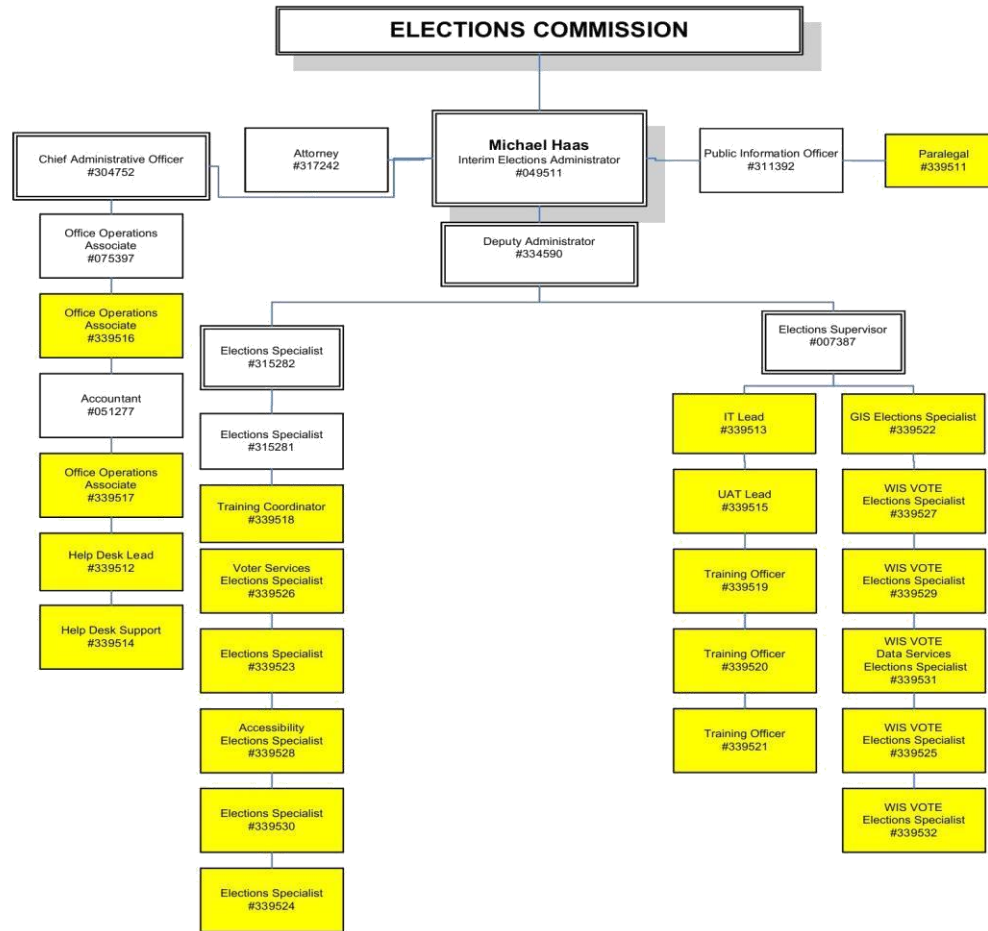 ELECTIONS COMMISSION
Michael Haas
Interim Elections Administrator
#049511
Chief Administrative Officer
#304752
Attorney
#317242
Public Information Officer
#311392
Paralegal
#339511
Deputy Administrator
#334590
Office Operations
Associate
#075397
Office Operations
Associate
#339516
Accountant
#051277
Office Operations
Associate
#339517
Help Desk Lead
#339512
Help Desk Support
#339514
Elections Specialist
#315282
Elections Specialist
#315281
Training Coordinator
#339518
Voter Services
Elections Specialist
#339526
Elections Specialist
#339523
Accessibility
Elections Specialist
#339528
Elections Specialist
#339530
Elections Specialist
#339524
Elections Supervisor
#007387
IT Lead
#339513
UAT Lead
#339515
Training Officer
#339519
Training Officer
#339520
Training Officer
#339521
GIS Elections Specialist
#339522
WIS VOTE
Elections Specialist
#339527
WIS VOTE
Elections Specialist
#339529
WIS VOTE
Data Services
Elections Specialist
#339531
WIS VOTE
Elections Specialist
#339525
WIS VOTE
Elections Specialist
#339532